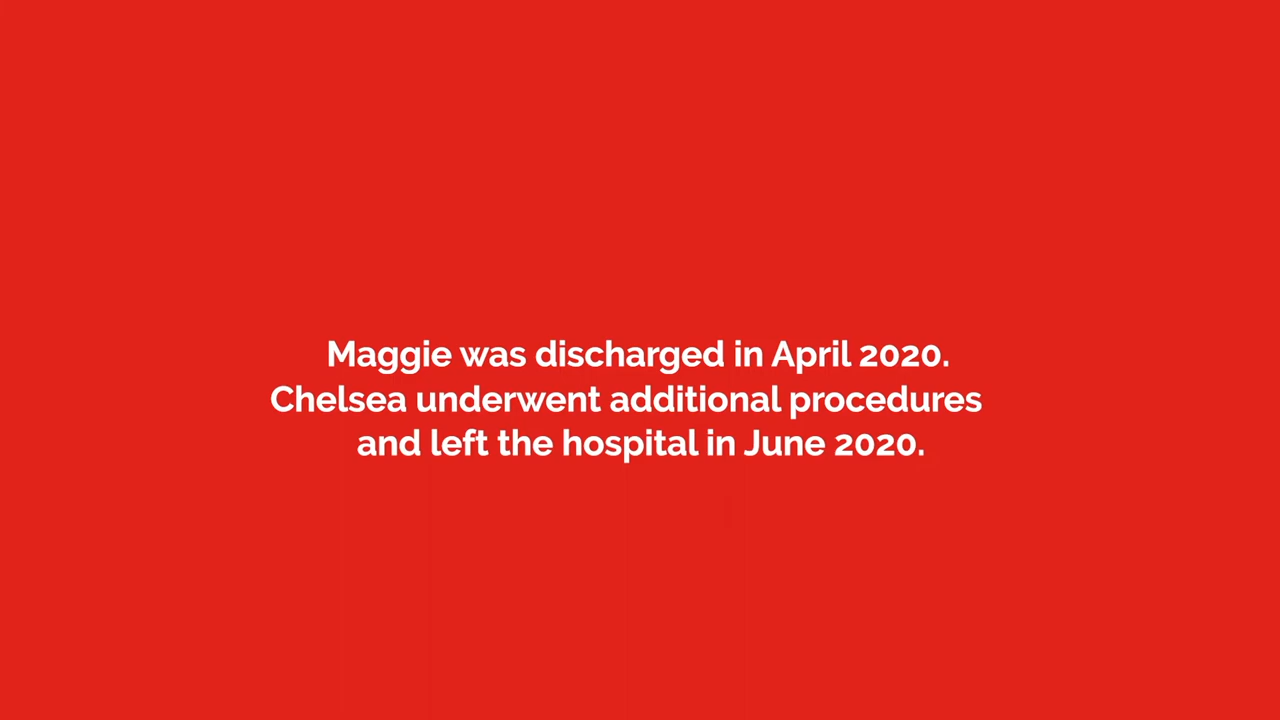 Maggie was discharged in April 2020.
Chelsea underwent additional procedures
and left the hospital in June 2020.